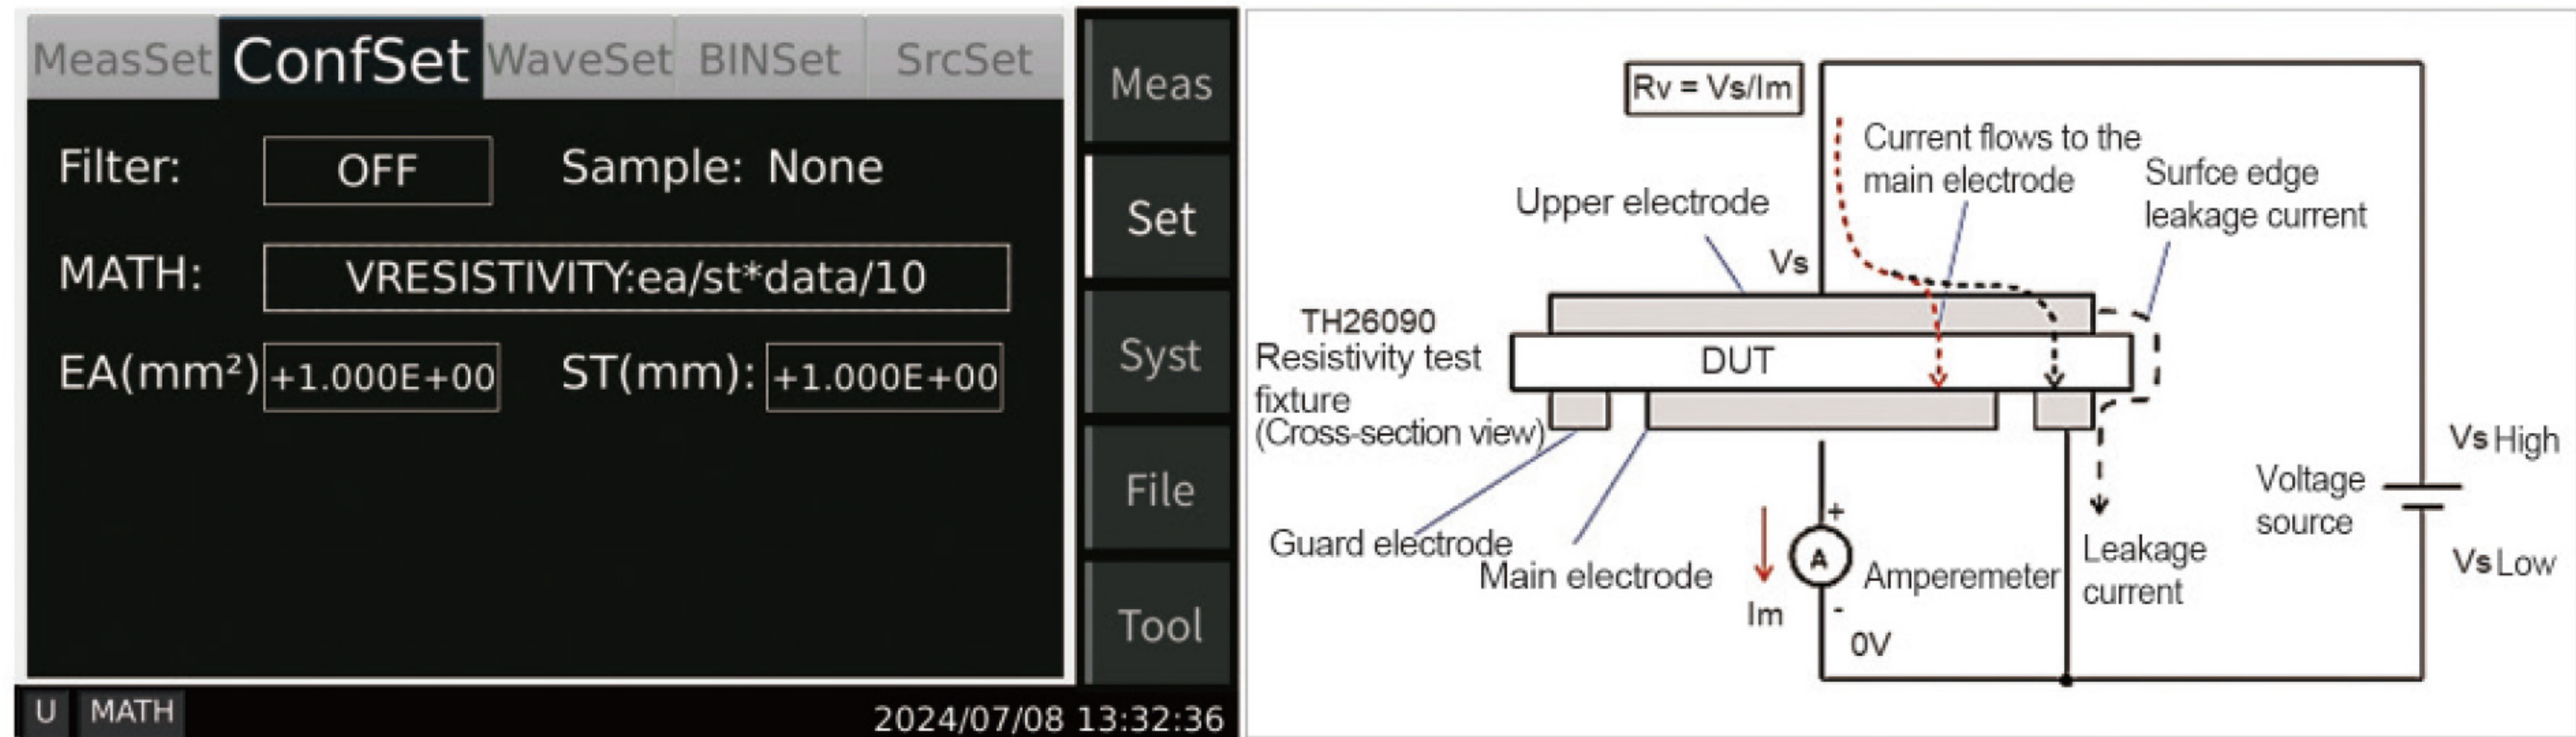 MeasSet ConfSet WaveSet BINSet SrcSet
Filter: OFF Sample: None
MATH: VRESISTIVITY:ea/st*data/10
EA(mm²) +1.000E+00 ST(mm): +1.000E+00
Meas
Set
Syst
File
Tool
U MATH 2024/07/08 13:32:36
Rv = Vs/Im
Current flows to the
main electrode
Surfce edge
leakage current
Upper electrode
Vs
TH26090
Resistivity test
fixture
(Cross-section view)
DUT
Guard electrode
Main electrode
+
A
Amperemeter
-
Im
0V
Leakage
current
Voltage
source
Vs High
Vs Low